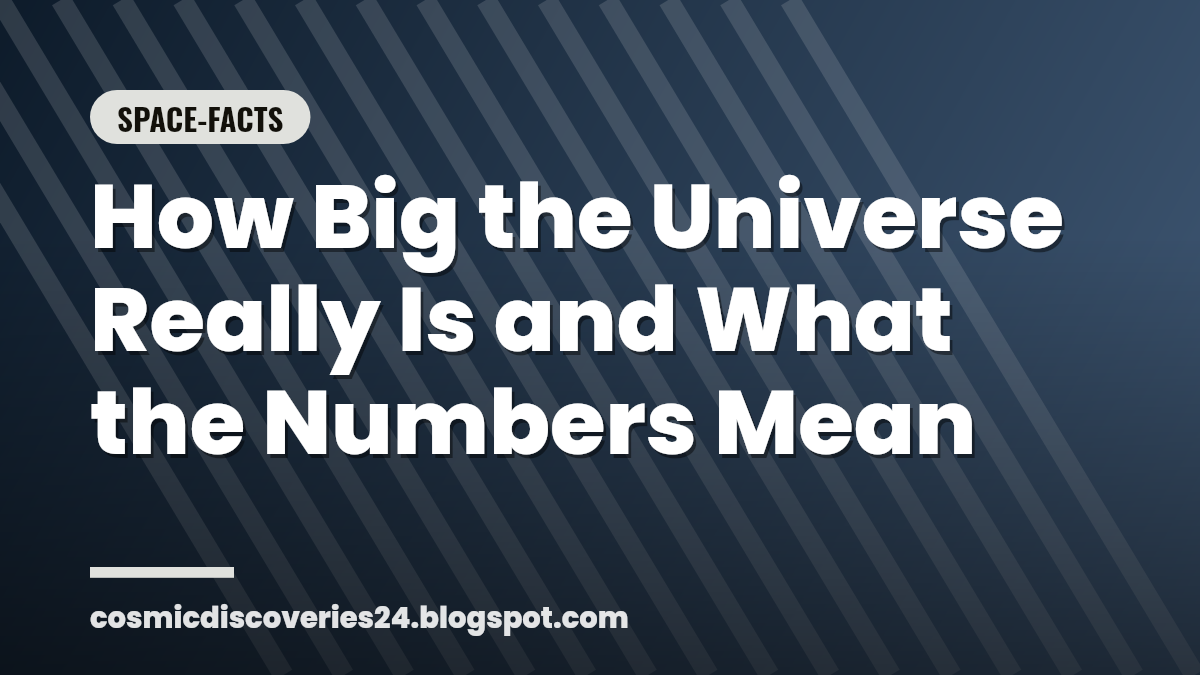 SPACE-FACTS
How Big the Universe
Really Is and What
the Numbers Mean
cosmicdiscoveries24.blogspot.com